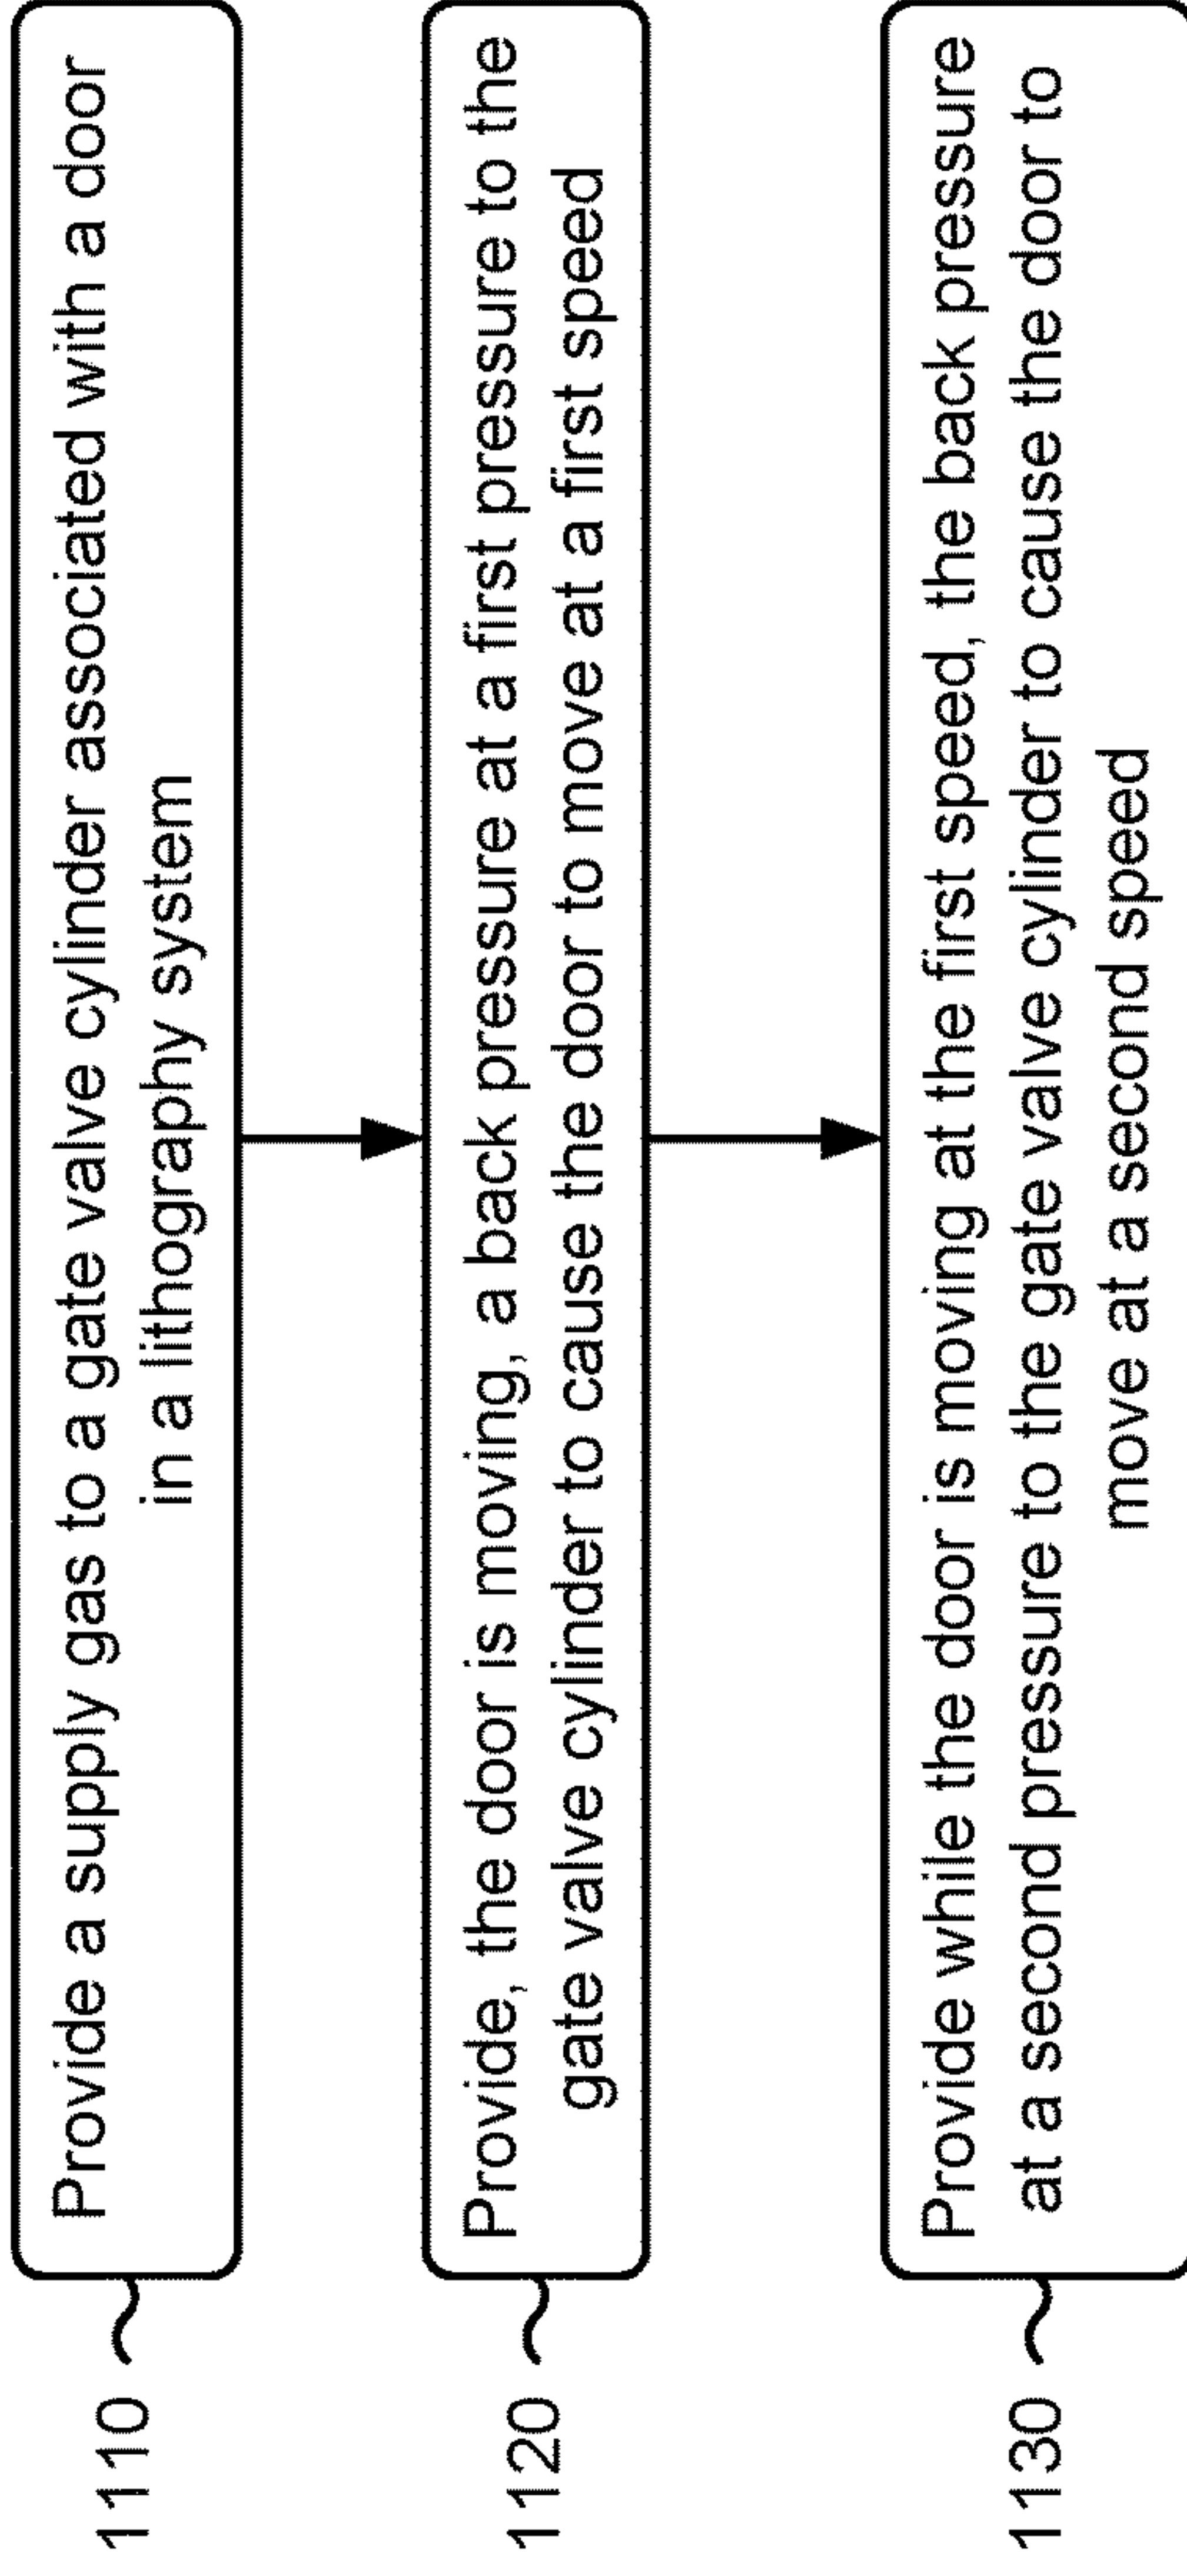 1110
Provide a supply gas to a gate valve cylinder associated with a door
in a lithography system
1120
Provide, the door is moving, a back pressure at a first pressure to the
gate valve cylinder to cause the door to move at a first speed
1130
Provide while the door is moving at the first speed, the back pressure
at a second pressure to the gate valve cylinder to cause the door to
move at a second speed